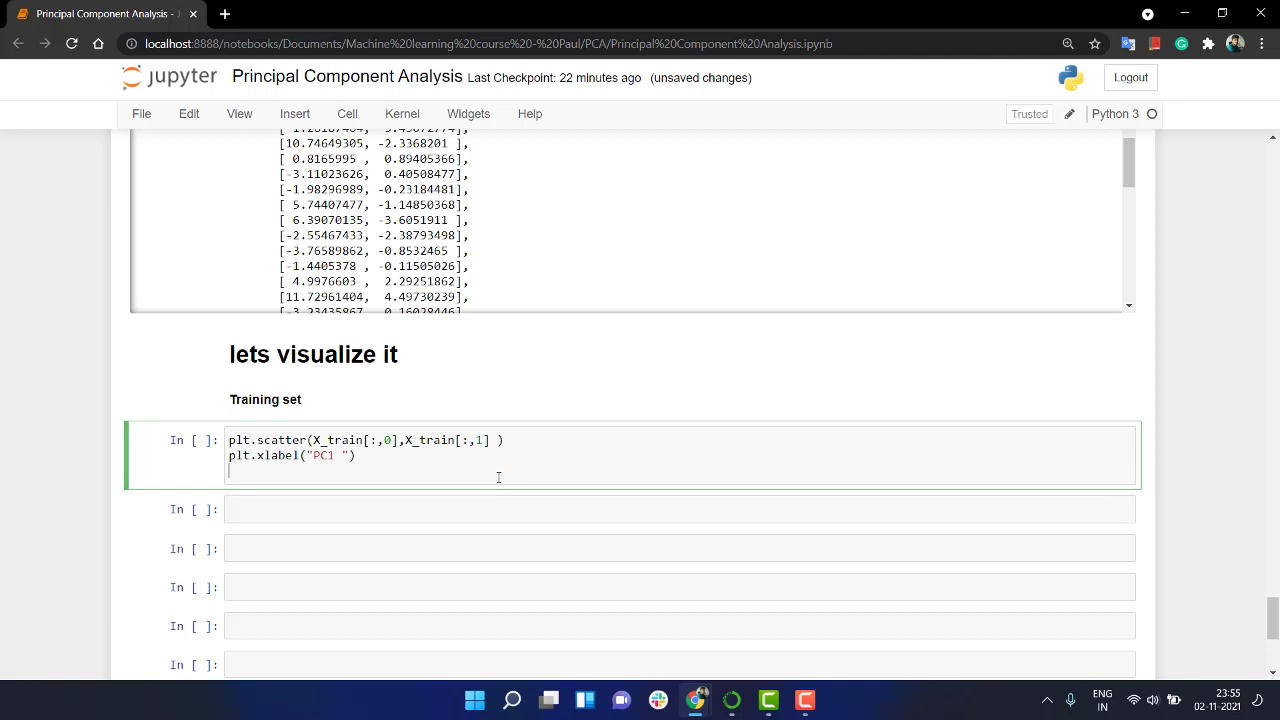 Principal Component Analysis -
localhost:8888/notebooks/Documents/Machine%20learning%20course%20-%20Paul/PCA/Principal%20Component%20Analysis.ipynb
jupyter Principal Component Analysis Last Checkpoint: 22 minutes ago (unsaved changes) Logout
File Edit View Insert Cell Kernel Widgets Help Trusted Python 3
[10.74649305, -2.3368201 ],
[ 0.8165995 , 0.89405366],
[-3.11023626, 0.40508477],
[-1.98296989, -0.23184481],
[ 5.74407477, -1.14850368],
[ 6.39070135, -3.6051911 ],
[-2.55467433, -2.38793498],
[-3.76589862, -0.8532465 ],
[-1.4405378 , -0.11505026],
[ 4.9976603 , 2.29251862],
[11.72961404, 4.49730239],
[-3.23435867, 0.16028446]
lets visualize it
Training set
In [ ]: plt.scatter(X_train[:,0],X_train[:,1] )
plt.xlabel("PC1 ")
In [ ]:
In [ ]:
In [ ]:
In [ ]:
In [ ]:
ENG
IN
23:55
02-11-2021